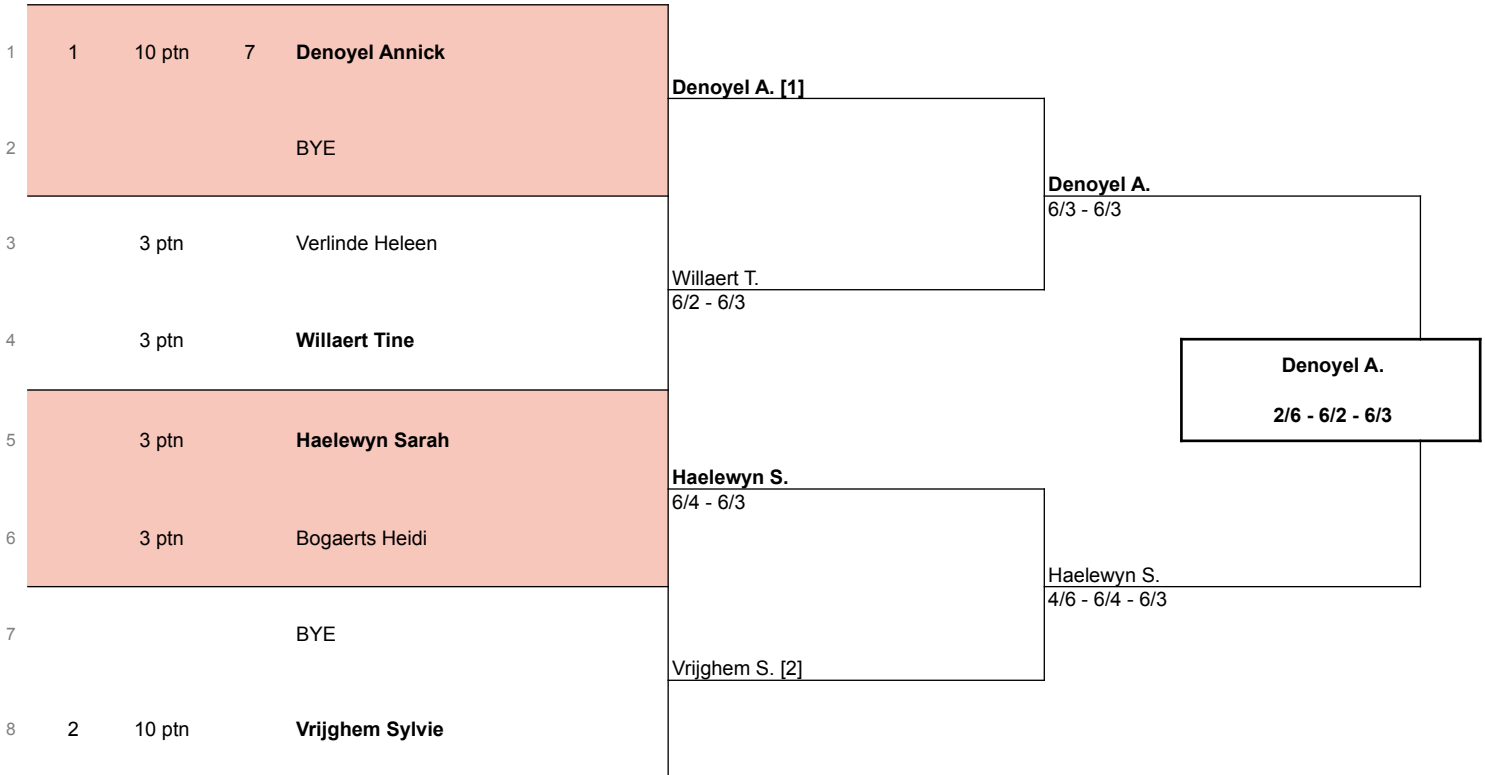 1 1 10 ptn 7 Denoyel Annick
Denoyel A. [1]
2 BYE
Denoyel A.
6/3 - 6/3
3 3 ptn Verlinde Heleen
Willaert T.
6/2 - 6/3
4 3 ptn Willaert Tine
Denoyel A.
2/6 - 6/2 - 6/3
5 3 ptn Haelewyn Sarah
Haelewyn S.
6/4 - 6/3
6 3 ptn Bogaerts Heidi
Haelewyn S.
4/6 - 6/4 - 6/3
7 BYE
Vrijghem S. [2]
8 2 10 ptn Vrijghem Sylvie